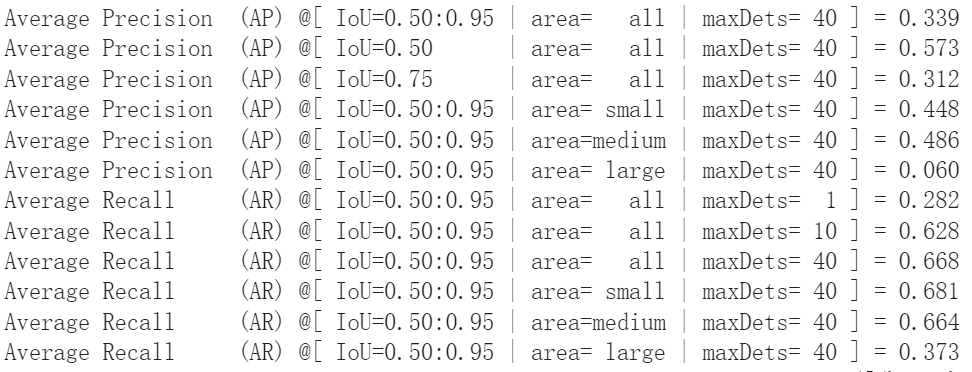 Average Precision  (AP) @[ IoU=0.50:0.95 | area=   all | maxDets= 40 ] = 0.339
Average Precision  (AP) @[ IoU=0.50      | area=   all | maxDets= 40 ] = 0.573
Average Precision  (AP) @[ IoU=0.75      | area=   all | maxDets= 40 ] = 0.312
Average Precision  (AP) @[ IoU=0.50:0.95 | area= small | maxDets= 40 ] = 0.448
Average Precision  (AP) @[ IoU=0.50:0.95 | area=medium | maxDets= 40 ] = 0.486
Average Precision  (AP) @[ IoU=0.50:0.95 | area= large | maxDets= 40 ] = 0.060
Average Recall     (AR) @[ IoU=0.50:0.95 | area=   all | maxDets=  1 ] = 0.282
Average Recall     (AR) @[ IoU=0.50:0.95 | area=   all | maxDets= 10 ] = 0.628
Average Recall     (AR) @[ IoU=0.50:0.95 | area=   all | maxDets= 40 ] = 0.668
Average Recall     (AR) @[ IoU=0.50:0.95 | area= small | maxDets= 40 ] = 0.681
Average Recall     (AR) @[ IoU=0.50:0.95 | area=medium | maxDets= 40 ] = 0.664
Average Recall     (AR) @[ IoU=0.50:0.95 | area= large | maxDets= 40 ] = 0.373